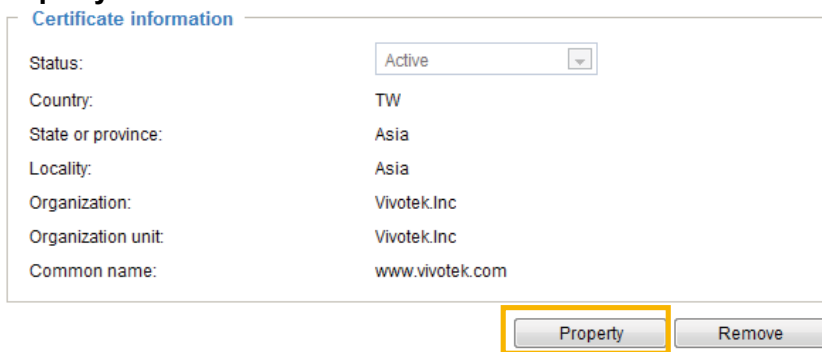 Certificate information
Status: Active
Country: TW
State or province: Asia
Locality: Asia
Organization: Vivotek.Inc
Organization unit: Vivotek.Inc
Common name: www.vivotek.com
Property Remove